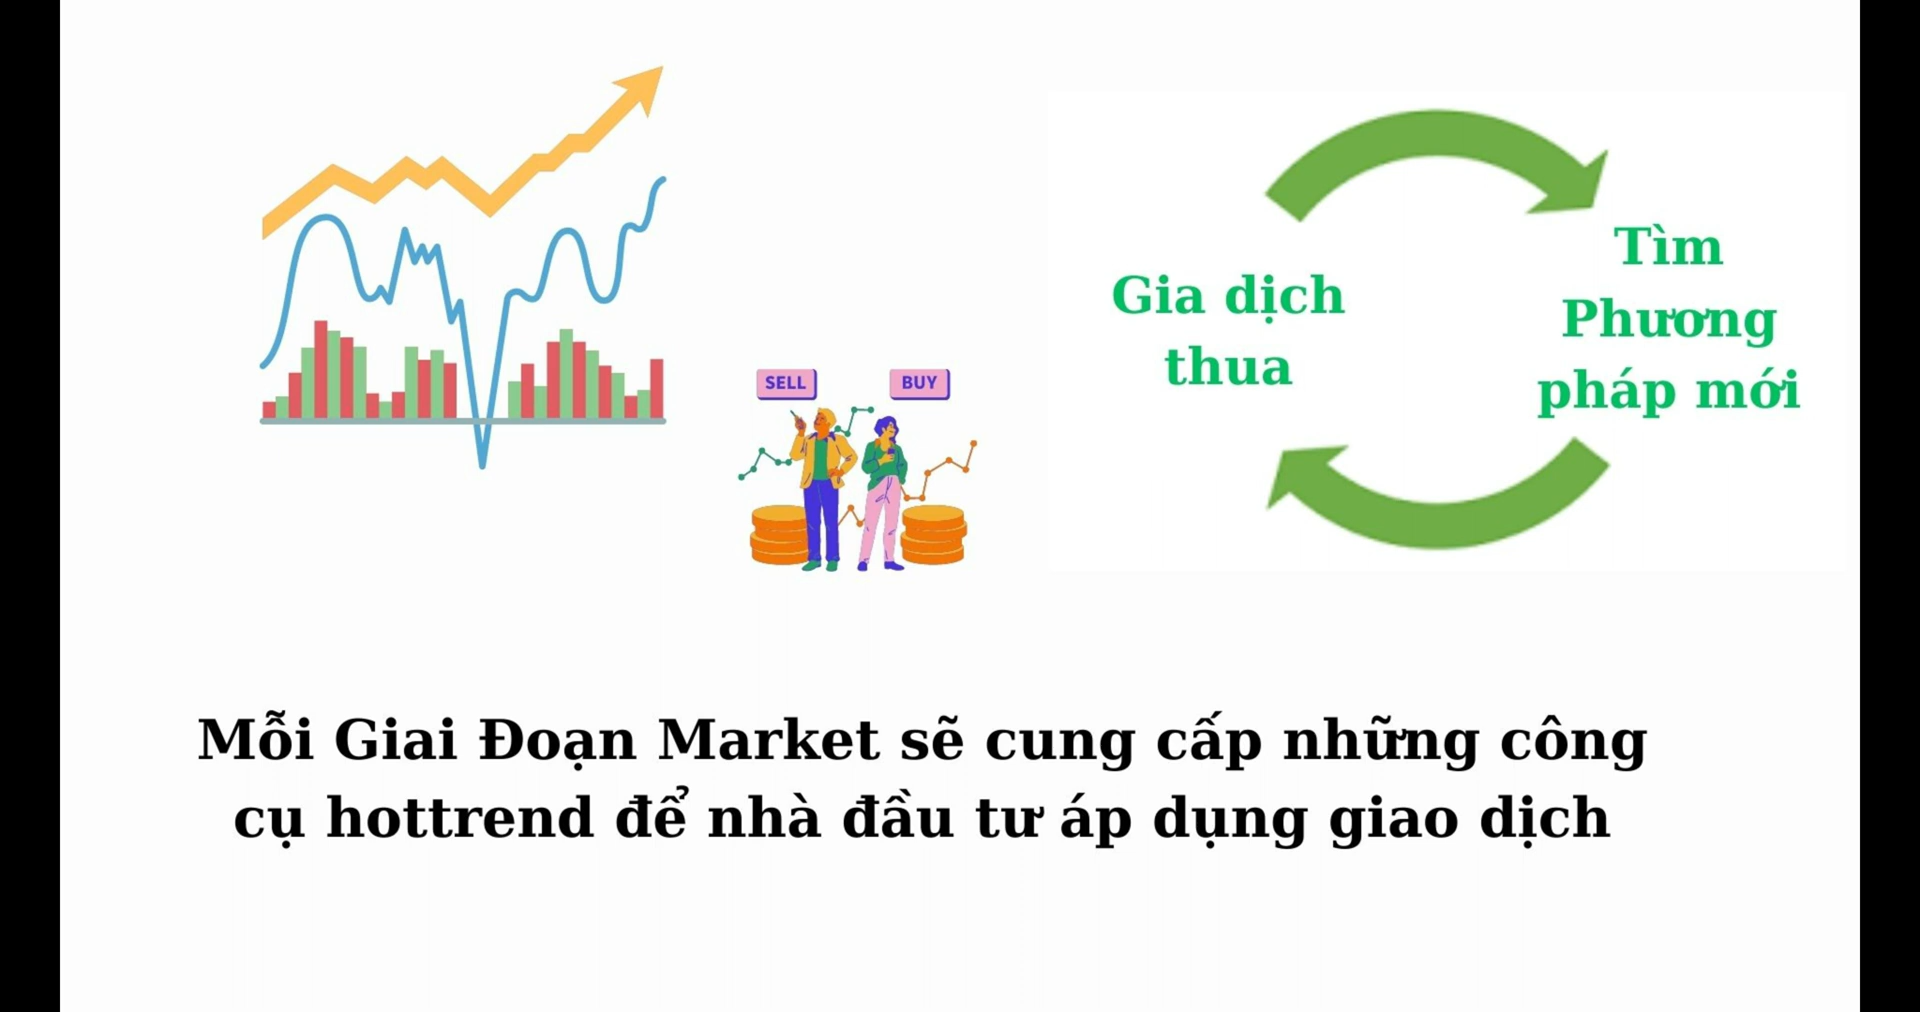 SELL
BUY
Gia dịch
thua
Tìm
Phương
pháp mới
Mỗi Giai Đoạn Market sẽ cung cấp những công
cụ hottrend để nhà đầu tư áp dụng giao dịch